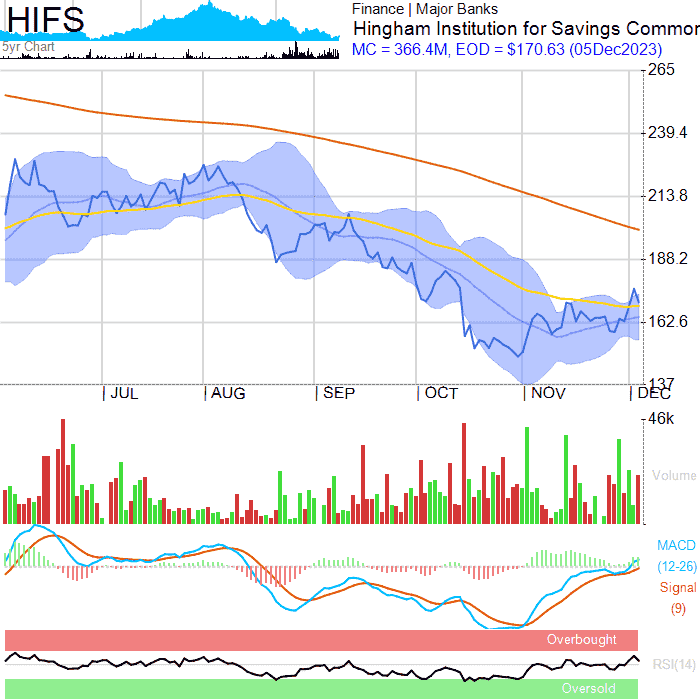 HIFS
5yr Chart
Finance | Major Banks
Hingham Institution for Savings Common
MC = 366.4M, EOD = $170.63 (05Dec2023)
265
239.4
213.8
188.2
162.6
137
JUL
AUG
SEP
OCT
NOV
DEC
46k
Volume
MACD
(12-26)
Signal
(9)
Overbought
RSI(14)
Oversold